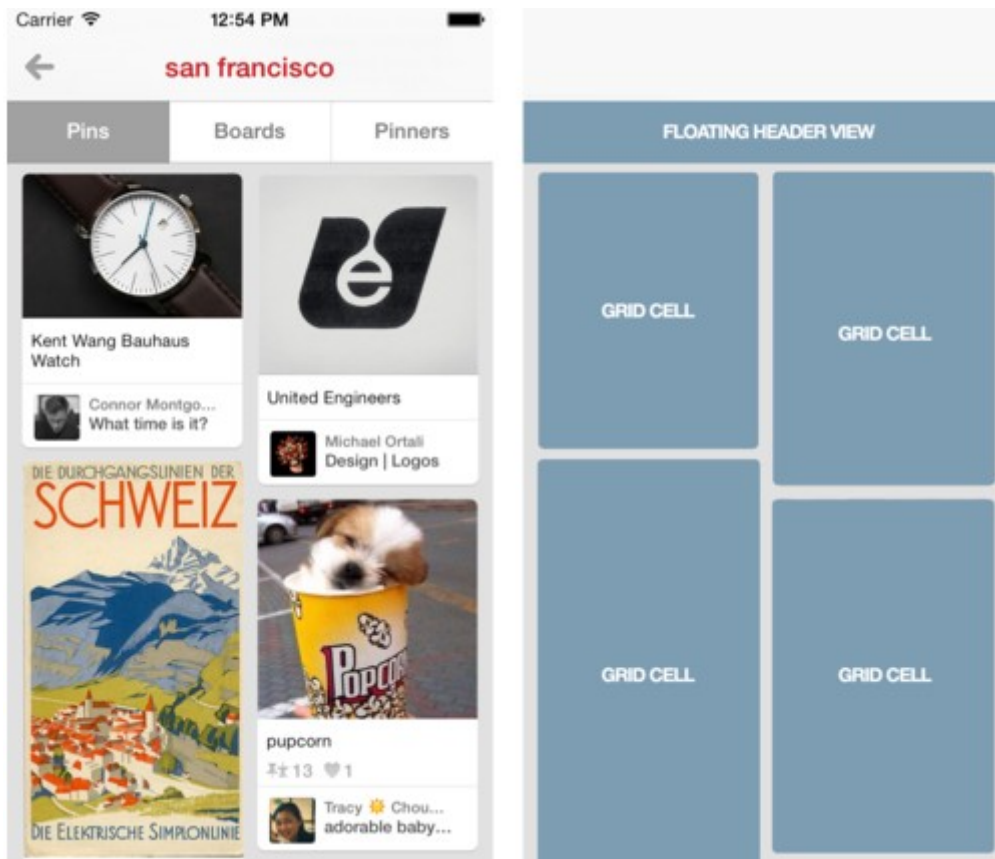 Carrier 12:54 PM
san francisco
Pins Boards Pinners
Kent Wang Bauhaus
Watch
Connor Montgo...
What time is it?
e
United Engineers
Michael Ortali
Design | Logos
DIE DURCHGANGSLINIEN DER
SCHWEIZ
DIE ELEKTRISCHE SIMPLONLINIE
POPCO
pupcorn
13 1
Tracy ☀️ Chou...
adorable baby...
FLOATING HEADER VIEW
GRID CELL
GRID CELL
GRID CELL
GRID CELL